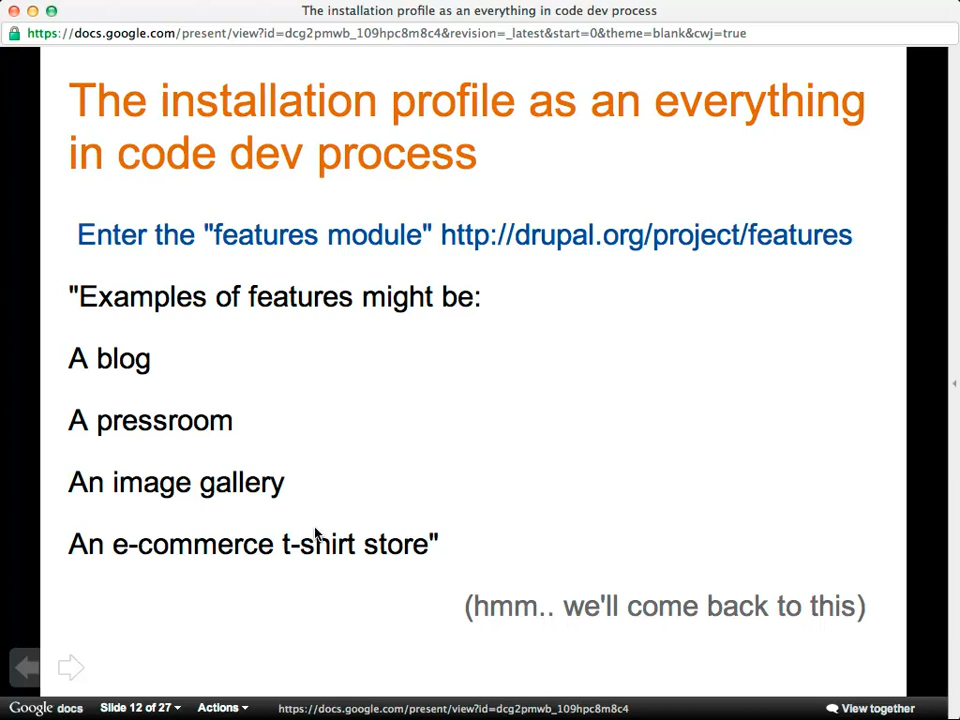 The installation profile as an everything in code dev process
https://docs.google.com/present/view?id=dcg2pmwb_109hpc8m8c4&revision=_latest&start=0&theme=blank&cwj=true
The installation profile as an everything
in code dev process
Enter the "features module" http://drupal.org/project/features
"Examples of features might be:
A blog
A pressroom
An image gallery
An e-commerce t-shirt store"
(hmm.. we'll come back to this)
Google docs Slide 12 of 27 Actions https://docs.google.com/present/view?id=dcg2pmwb_109hpc8m8c4 View together